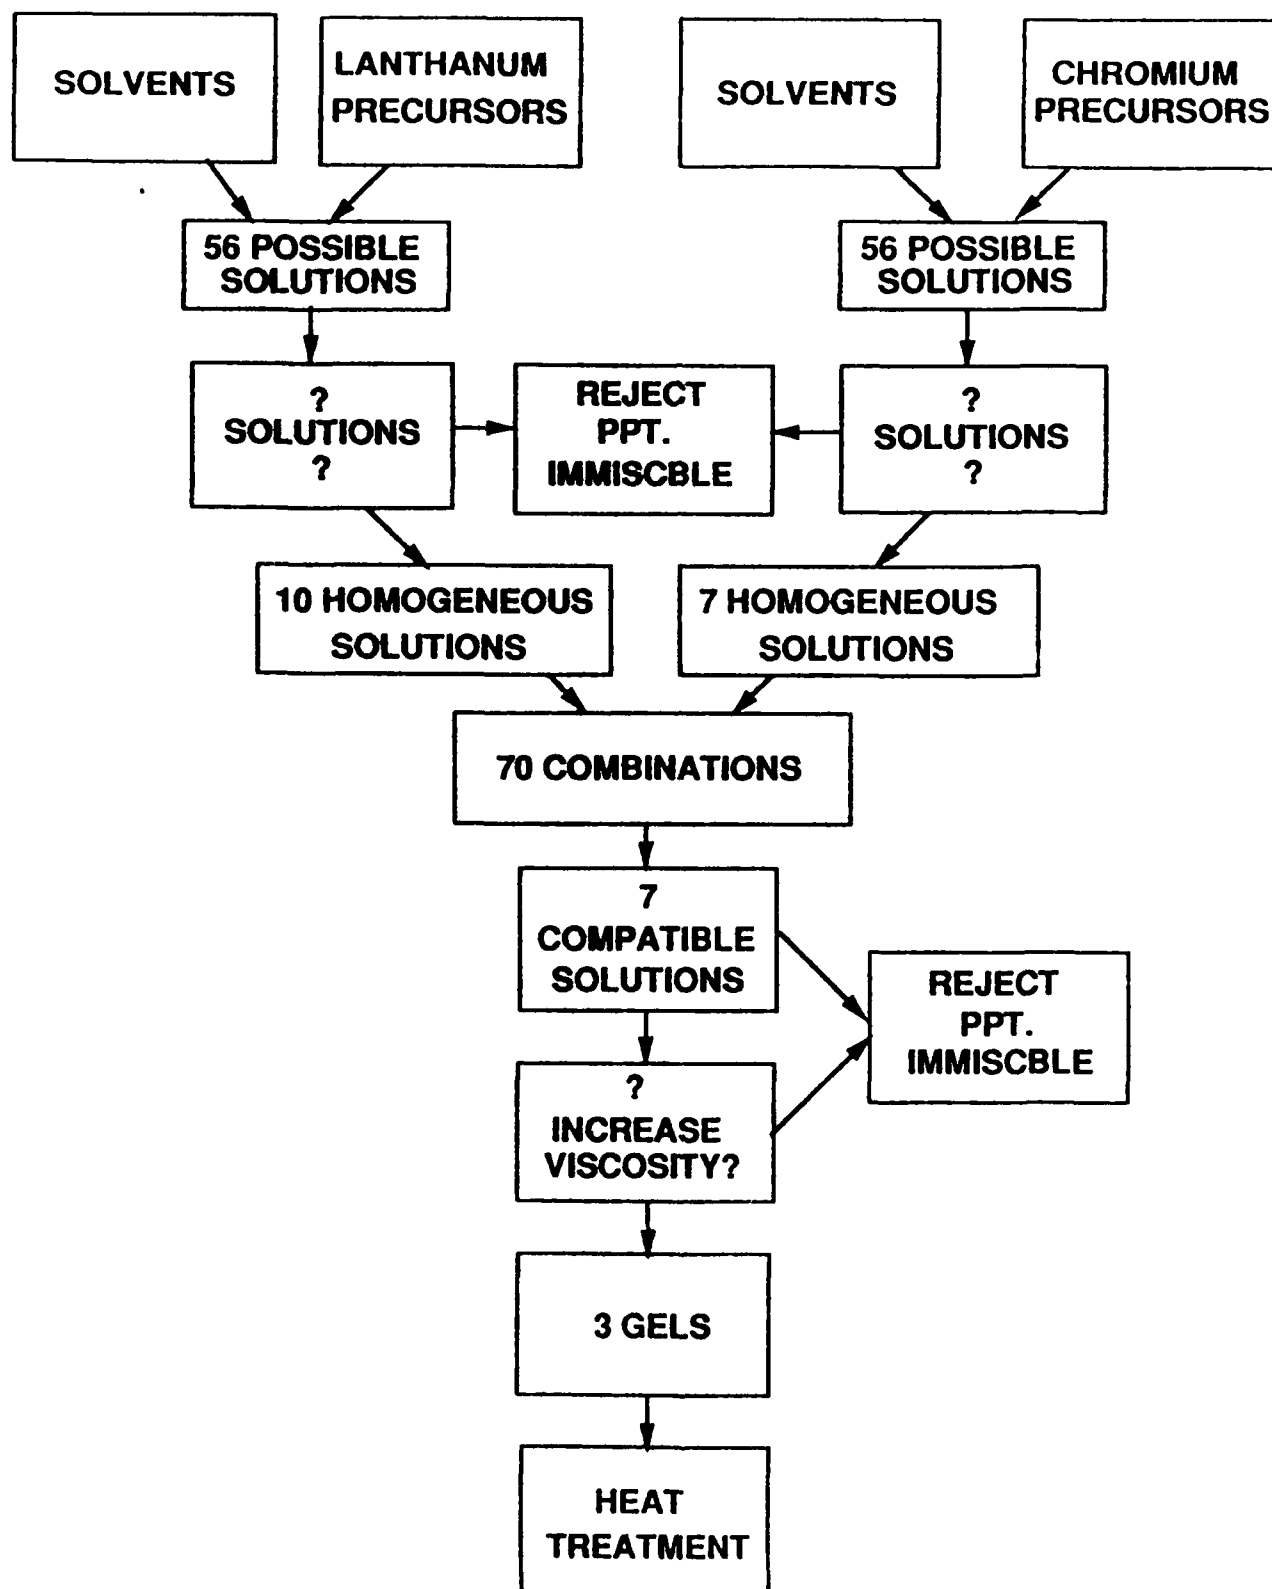 SOLVENTS
LANTHANUM
PRECURSORS
SOLVENTS
CHROMIUM
PRECURSORS
56 POSSIBLE
SOLUTIONS
56 POSSIBLE
SOLUTIONS
?
SOLUTIONS
?
REJECT
PPT.
IMMISCBLE
?
SOLUTIONS
?
10 HOMOGENEOUS
SOLUTIONS
7 HOMOGENEOUS
SOLUTIONS
70 COMBINATIONS
7
COMPATIBLE
SOLUTIONS
REJECT
PPT.
IMMISCBLE
?
INCREASE
VISCOSITY?
3 GELS
HEAT
TREATMENT